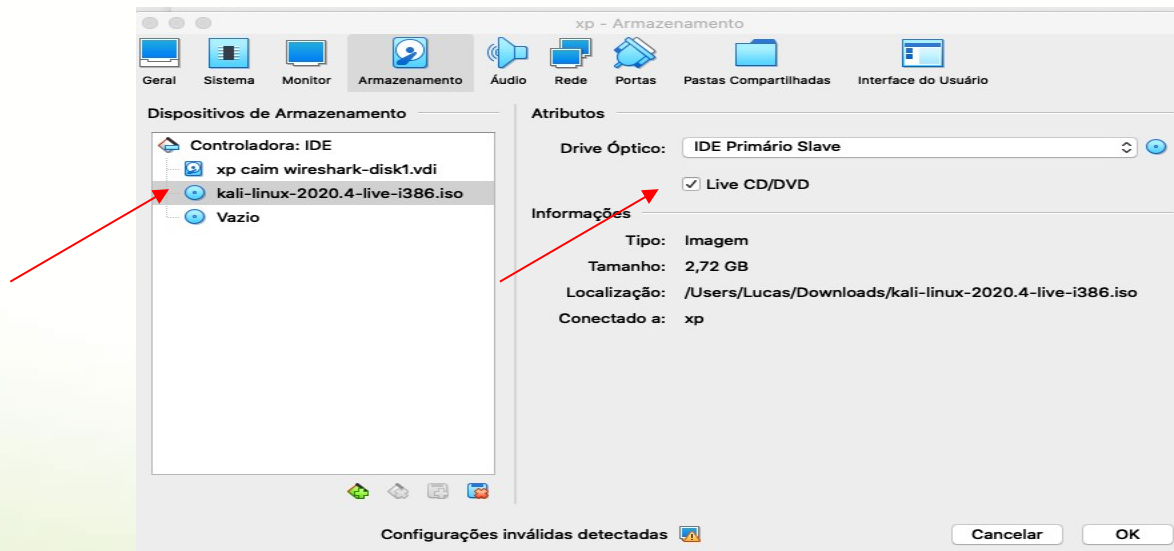 xp - Armazenamento
Geral Sistema Monitor Armazenamento Áudio Rede Portas Pastas Compartilhadas Interface do Usuário
Dispositivos de Armazenamento
Controladora: IDE
xp caim wireshark-disk1.vdi
kali-linux-2020.4-live-i386.iso
Vazio
Atributos
Drive Óptico: IDE Primário Slave
Live CD/DVD
Informações
Tipo: Imagem
Tamanho: 2,72 GB
Localização: /Users/Lucas/Downloads/kali-linux-2020.4-live-i386.iso
Conectado a: xp
Configurações inválidas detectadas
Cancelar OK